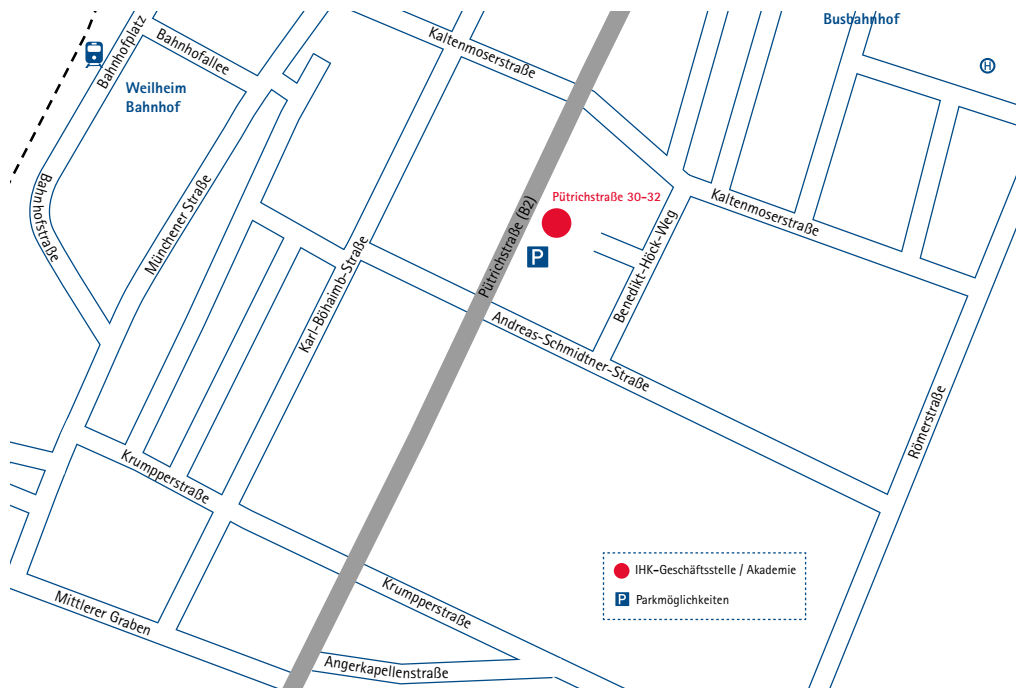 Busbahnhof
Bahnhofplatz
Bahnhofallee
Kaltenmoserstraße
H
Weilheim
Bahnhof
Bahnhofstraße
Münchener Straße
Pütrichstraße 30-32
Kaltenmoserstraße
Pütrichstraße (B2)
P
Benedikt-Höck-Weg
Karl-Böhaimb-Straße
Andreas-Schmidtner-Straße
Römerstraße
Krumpperstraße
IHK-Geschäftsstelle / Akademie
P Parkmöglichkeiten
Krumpperstraße
Mittlerer Graben
Angerkapellenstraße